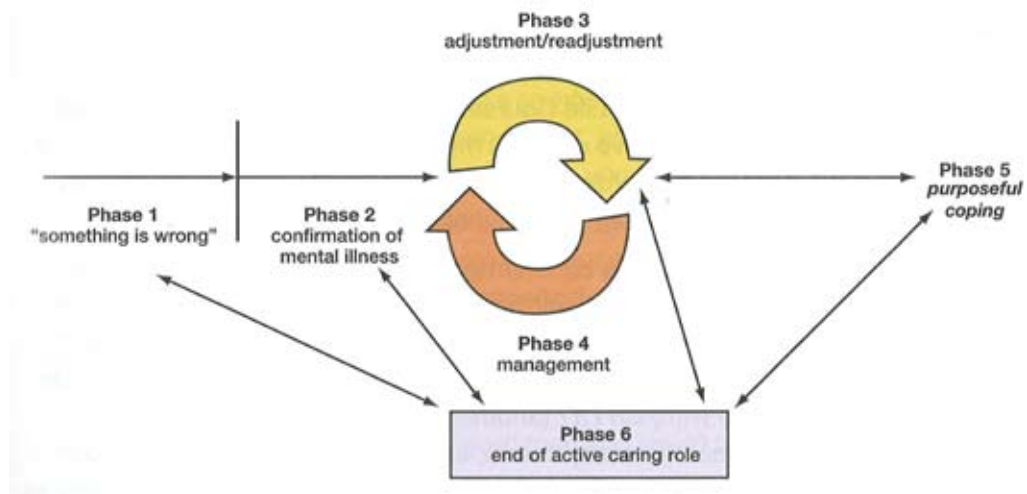 Phase 3
adjustment/readjustment
Phase 1
"something is wrong"
Phase 2
confirmation of
mental illness
Phase 5
purposeful
coping
Phase 4
management
Phase 6
end of active caring role